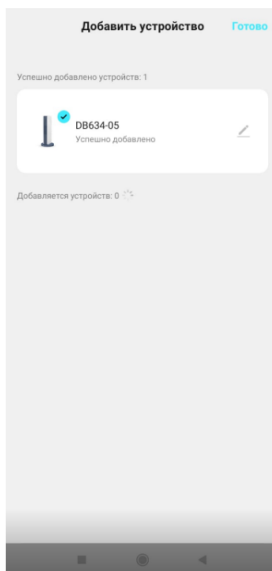 Добавить устройство Готово
Успешно добавлено устройств: 1
DB634-05
Успешно добавлено
Добавляется устройств: 0